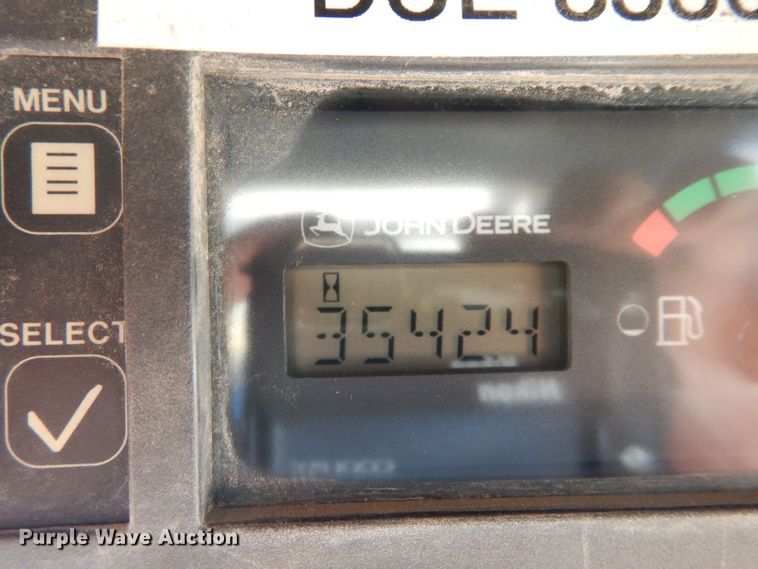 MENU
JOHN DEERE
35424
SELECT
Purple Wave Auction